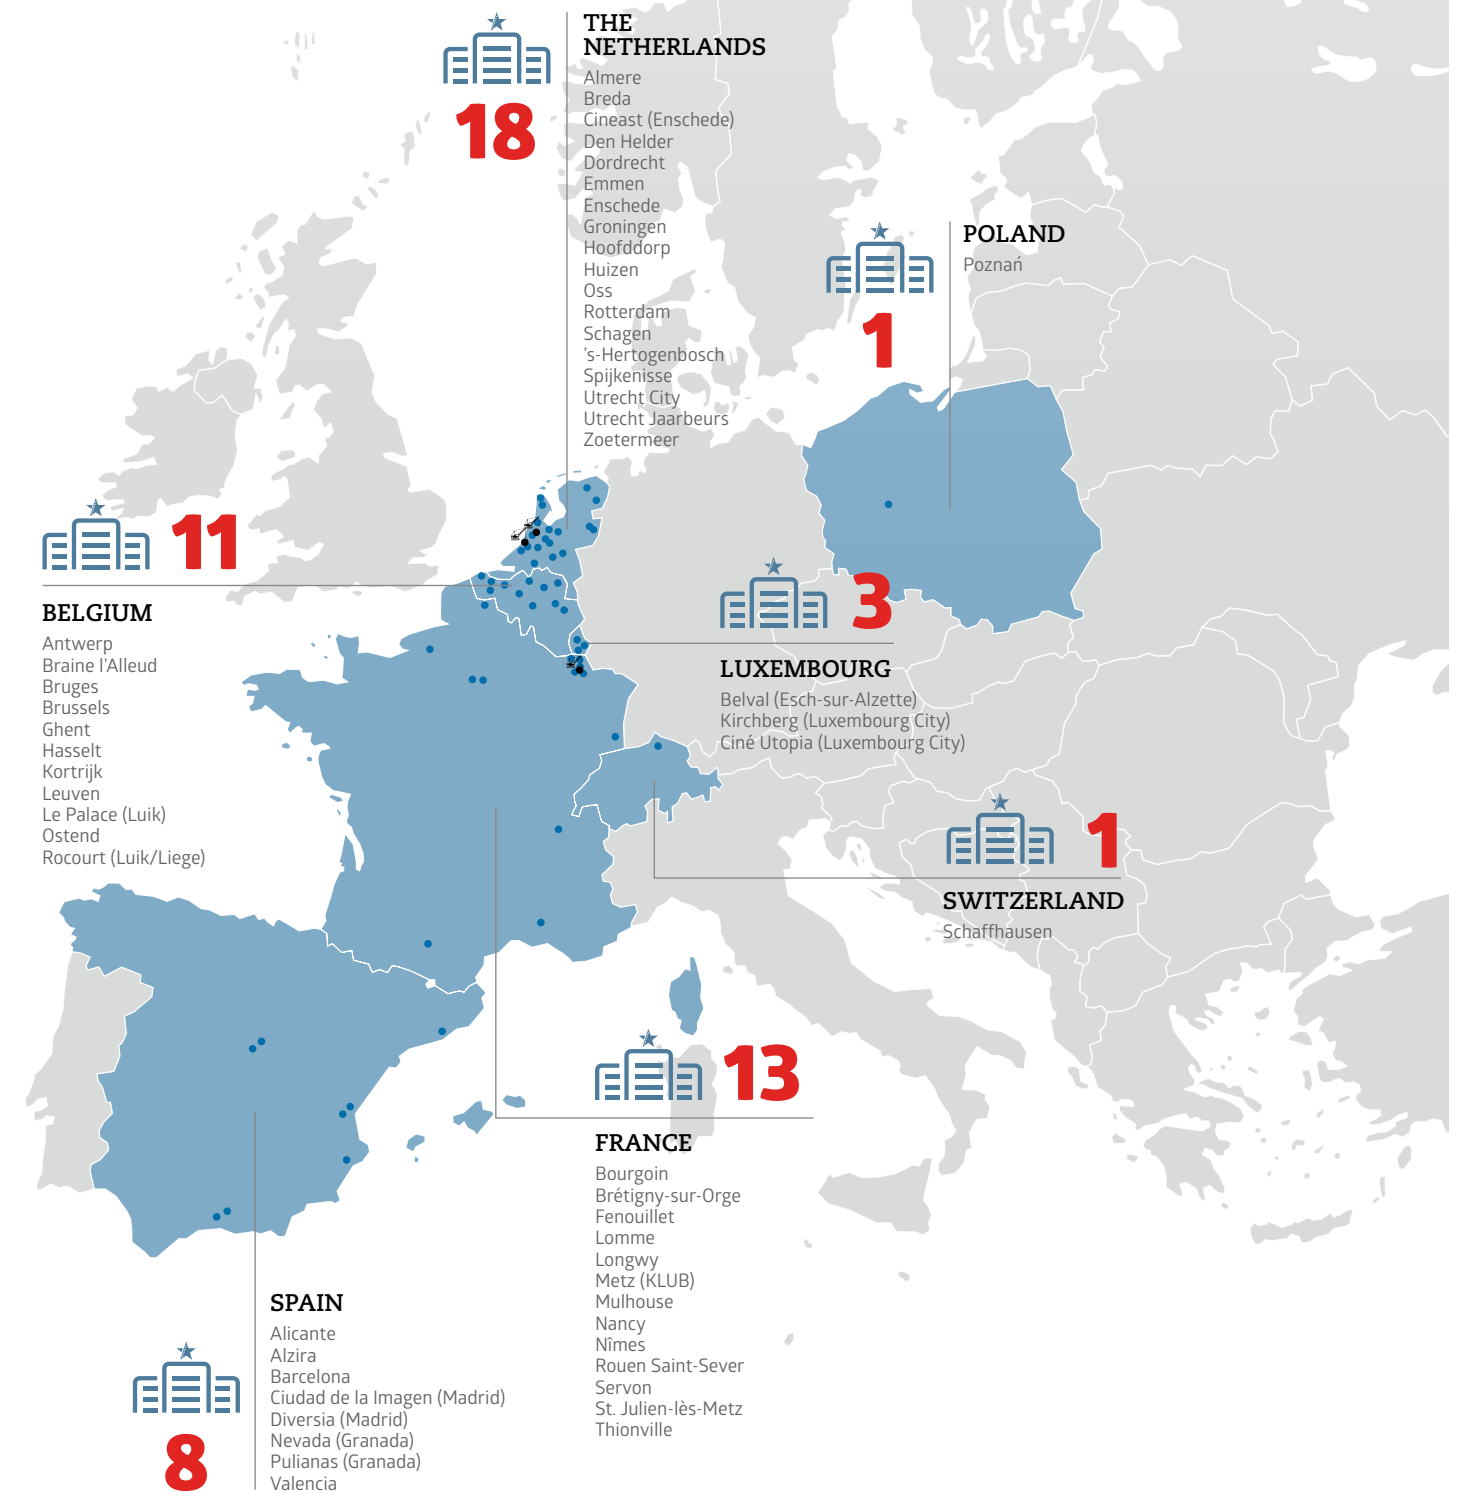 18
THE
NETHERLANDS
Almere
Breda
Cineast (Enschede)
Den Helder
Dordrecht
Emmen
Enschede
Groningen
Hoofddorp
Huizen
Oss
Rotterdam
Schagen
's-Hertogenbosch
Spijkenisse
Utrecht City
Utrecht Jaarbeurs
Zoetermeer
1
POLAND
Poznań
11
BELGIUM
Antwerp
Braine l'Alleud
Bruges
Brussels
Ghent
Hasselt
Kortrijk
Leuven
Le Palace (Luik)
Ostend
Rocourt (Luik/Liege)
3
LUXEMBOURG
Belval (Esch-sur-Alzette)
Kirchberg (Luxembourg City)
Ciné Utopia (Luxembourg City)
1
SWITZERLAND
Schaffhausen
13
FRANCE
Bourgoin
Brétigny-sur-Orge
Fenouillet
Lomme
Longwy
Metz (KLUB)
Mulhouse
Nancy
Nîmes
Rouen Saint-Sever
Servon
St. Julien-lès-Metz
Thionville
8
SPAIN
Alicante
Alzira
Barcelona
Ciudad de la Imagen (Madrid)
Diversia (Madrid)
Nevada (Granada)
Pulianas (Granada)
Valencia